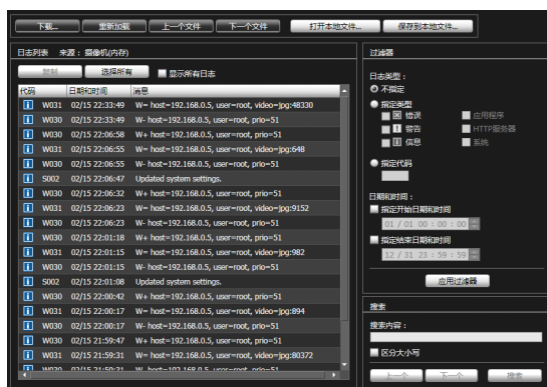 下载... 重新加载 上一个文件 下一个文件 打开本地文件... 保存到本地文件...
日志列表 来源：摄像机(内存)
复制 选择所有 显示所有日志
代码 日期和时间 消息
W031 02/15 22:33:49 W= host=192.168.0.5, user=root, video=jpg:48330
W030 02/15 22:33:49 W- host=192.168.0.5, user=root, prio=51
W030 02/15 22:06:58 W+ host=192.168.0.5, user=root, prio=51
W031 02/15 22:06:55 W= host=192.168.0.5, user=root, video=jpg:648
W030 02/15 22:06:55 W- host=192.168.0.5, user=root, prio=51
S002 02/15 22:06:47 Updated system settings.
W030 02/15 22:06:32 W+ host=192.168.0.5, user=root, prio=51
W031 02/15 22:06:23 W= host=192.168.0.5, user=root, video=jpg:9152
W030 02/15 22:06:23 W- host=192.168.0.5, user=root, prio=51
W030 02/15 22:01:18 W+ host=192.168.0.5, user=root, prio=51
W031 02/15 22:01:15 W= host=192.168.0.5, user=root, video=jpg:982
W030 02/15 22:01:15 W- host=192.168.0.5, user=root, prio=51
S002 02/15 22:01:08 Updated system settings.
W030 02/15 22:00:42 W+ host=192.168.0.5, user=root, prio=51
W031 02/15 22:00:17 W= host=192.168.0.5, user=root, video=jpg:894
W030 02/15 22:00:17 W- host=192.168.0.5, user=root, prio=51
W030 02/15 21:59:47 W+ host=192.168.0.5, user=root, prio=51
W031 02/15 21:59:31 W= host=192.168.0.5, user=root, video=jpg:80372
W030 02/15 21:59:31 W- host=192.168.0.5, user=root, prio=51
过滤器
日志类型：
不指定
指定类型
错误 应用程序
警告 HTTP服务器
信息 系统
指定代码
日期和时间：
指定开始日期和时间
01 / 01 00 : 00 : 00
指定结束日期和时间
12 / 31 23 : 59 : 59
应用过滤器
搜索
搜索内容：
区分大小写
上一个 下一个 搜索